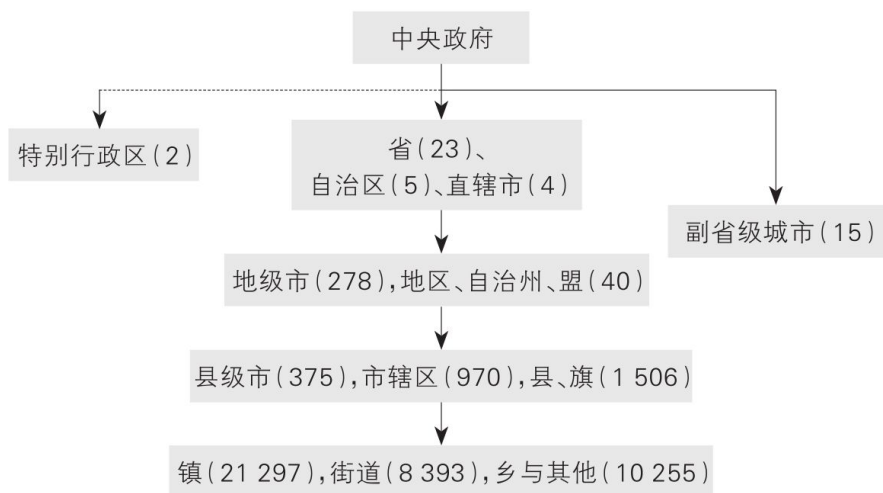 中央政府
特别行政区(2)
省(23)、
自治区(5)、直辖市(4)
副省级城市(15)
地级市(278),地区、自治州、盟(40)
县级市(375),市辖区(970),县、旗(1 506)
镇(21 297),街道(8 393),乡与其他(10 255)